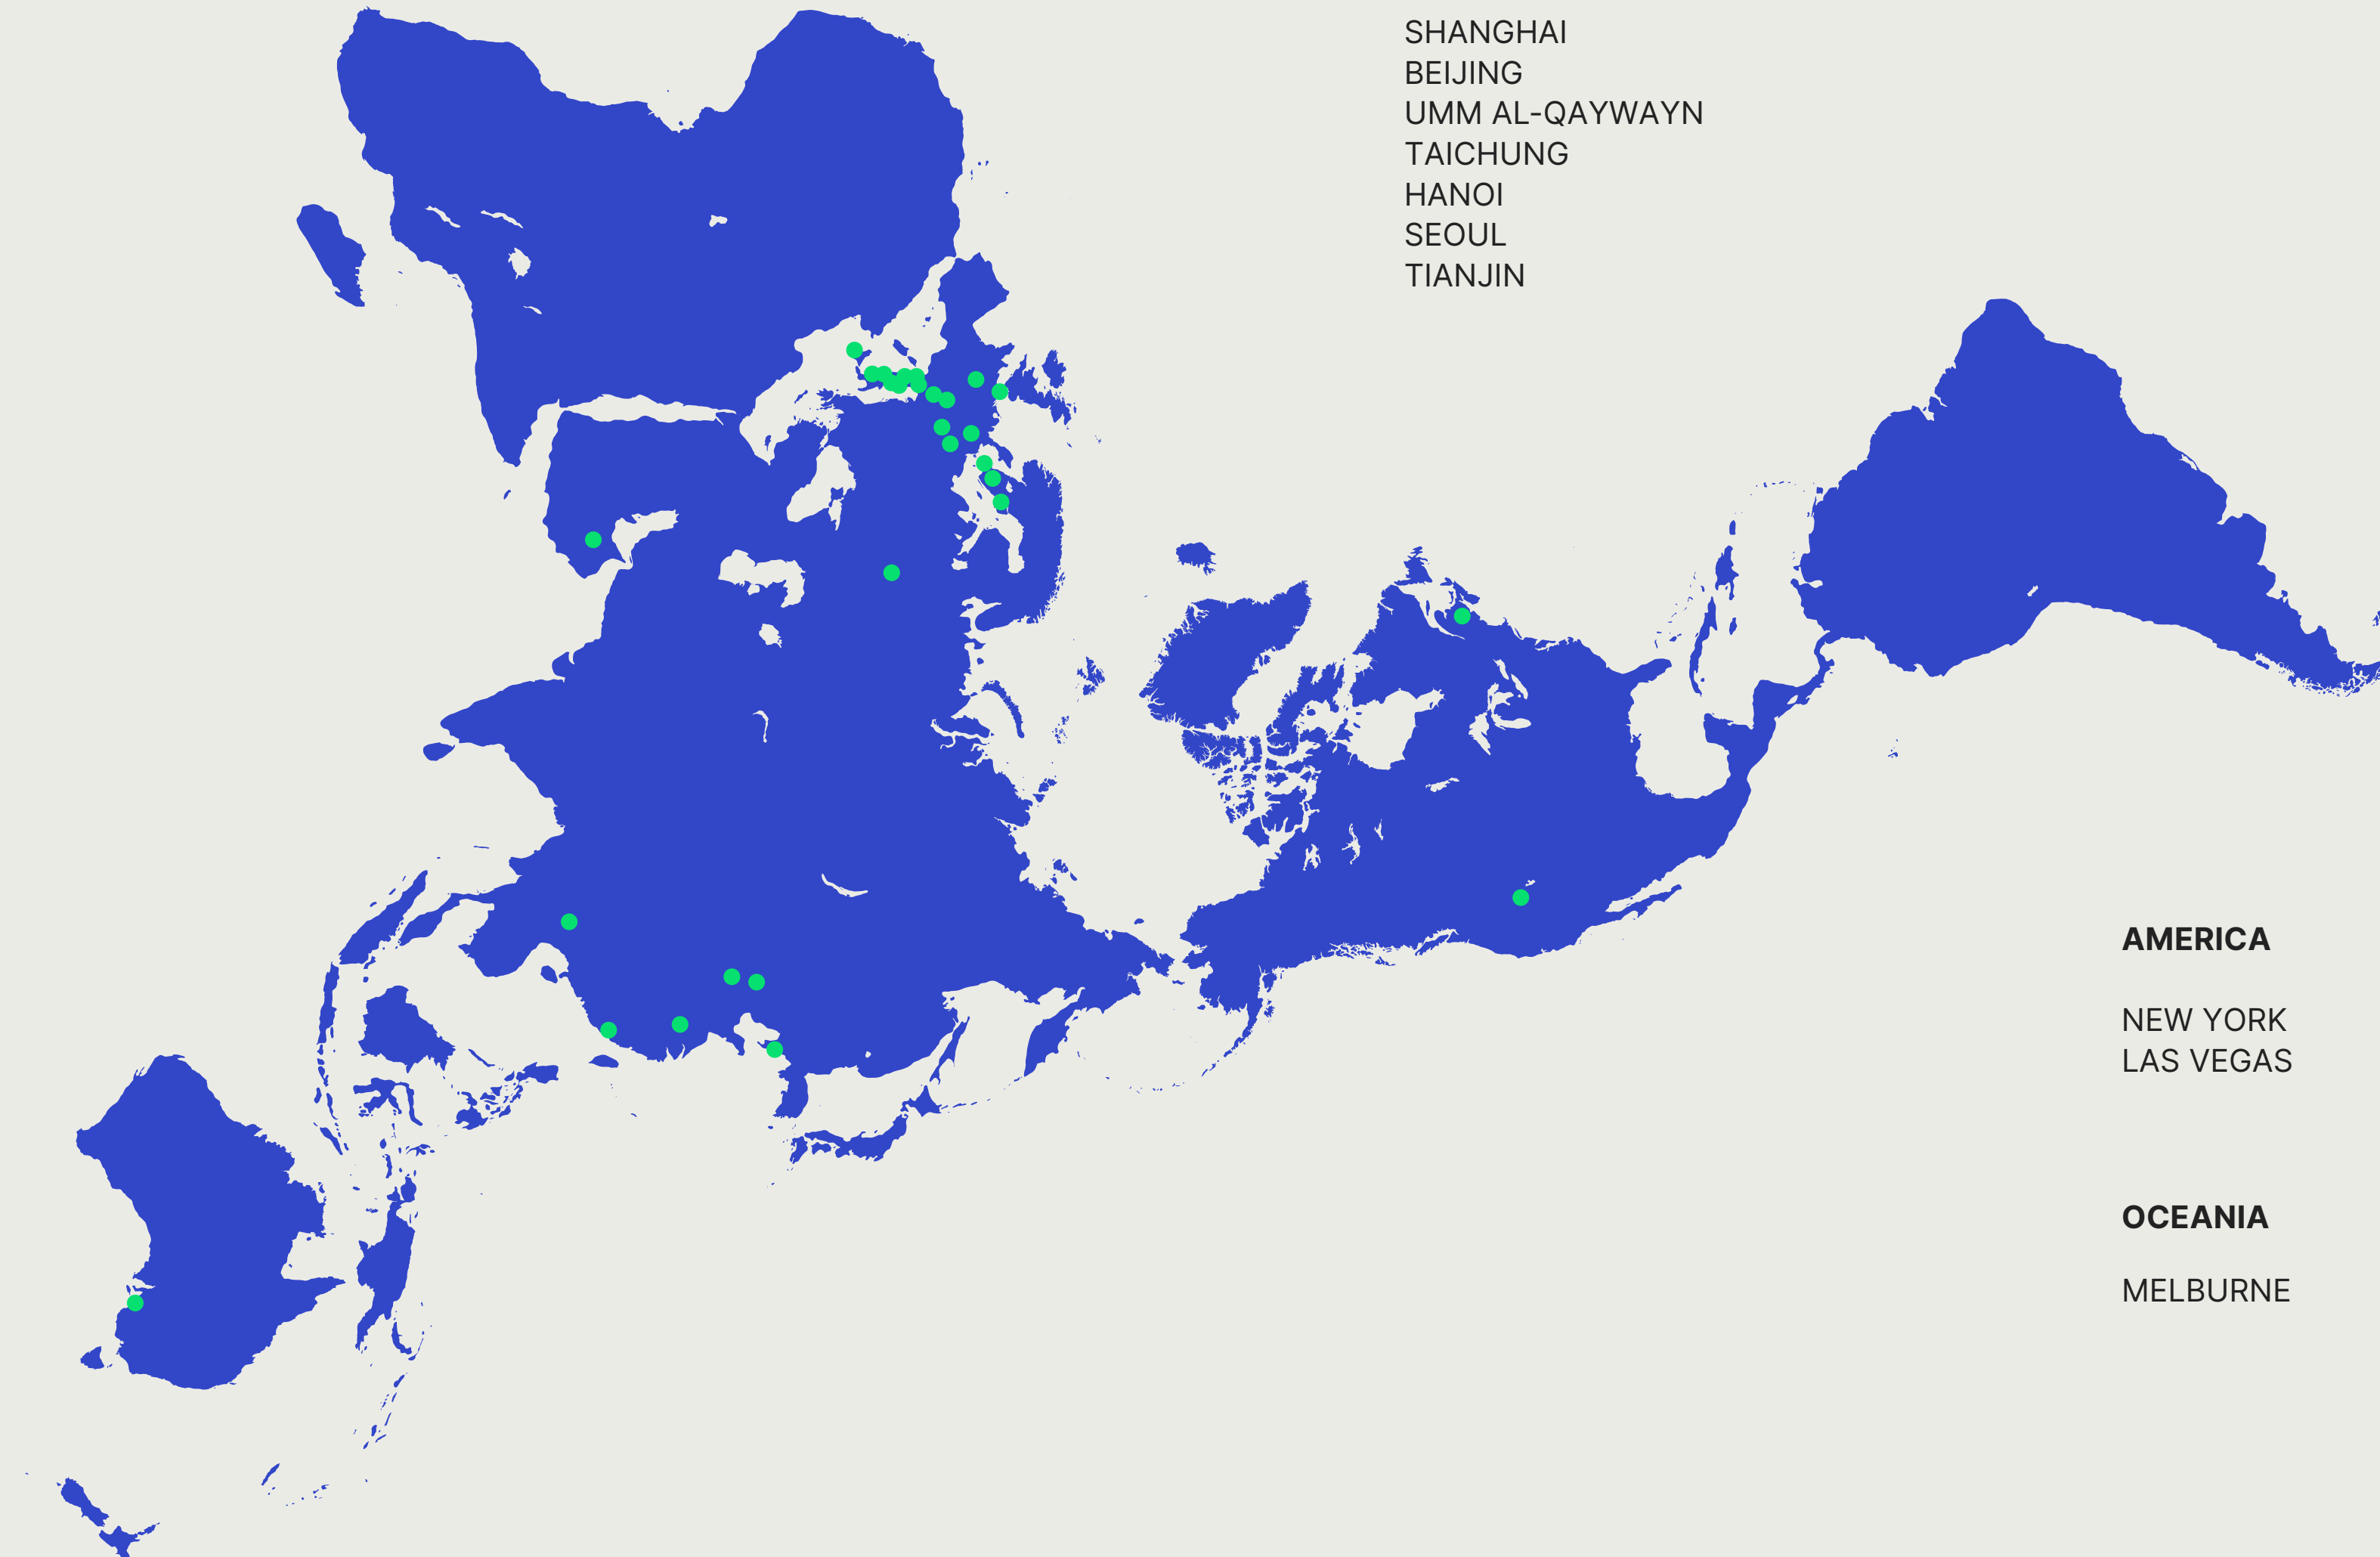 SHANGHAI
BEIJING
UMM AL-QAYWAYN
TAICHUNG
HANOI
SEOUL
TIANJIN
AMERICA
NEW YORK
LAS VEGAS
OCEANIA
MELBURNE